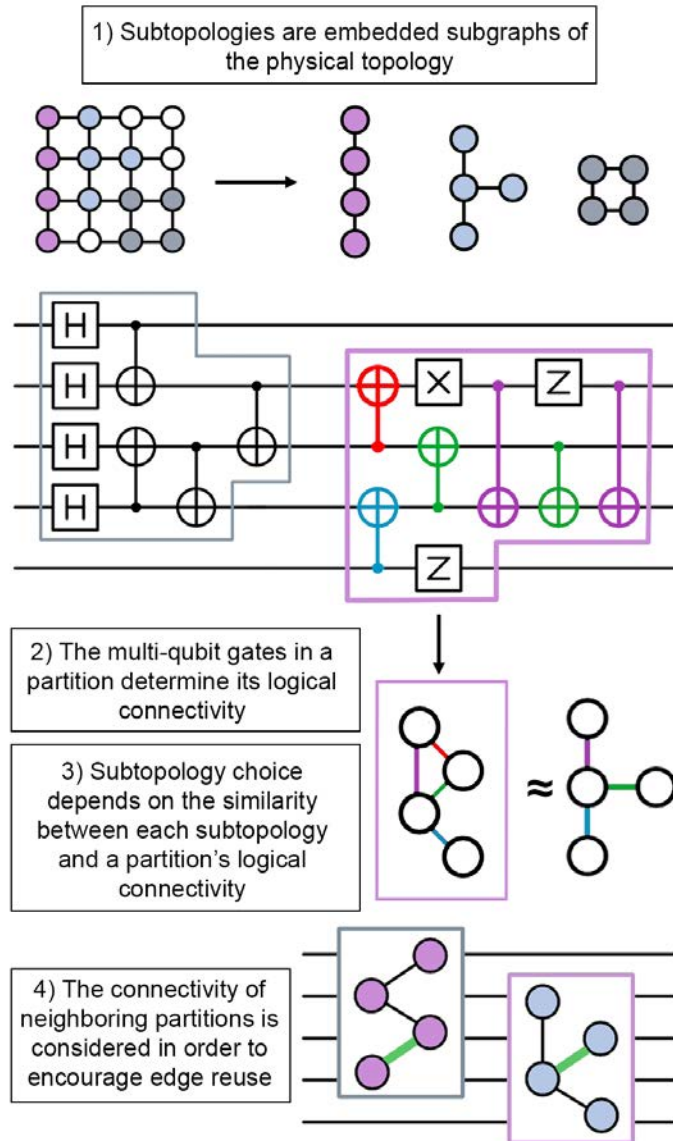 1) Subtopologies are embedded subgraphs of
the physical topology
H
H
X
Z
H
H
Z
2) The multi-qubit gates in a
partition determine its logical
connectivity
3) Subtopology choice
depends on the similarity
between each subtopology
and a partition's logical
connectivity
≈
4) The connectivity of
neighboring partitions is
considered in order to
encourage edge reuse